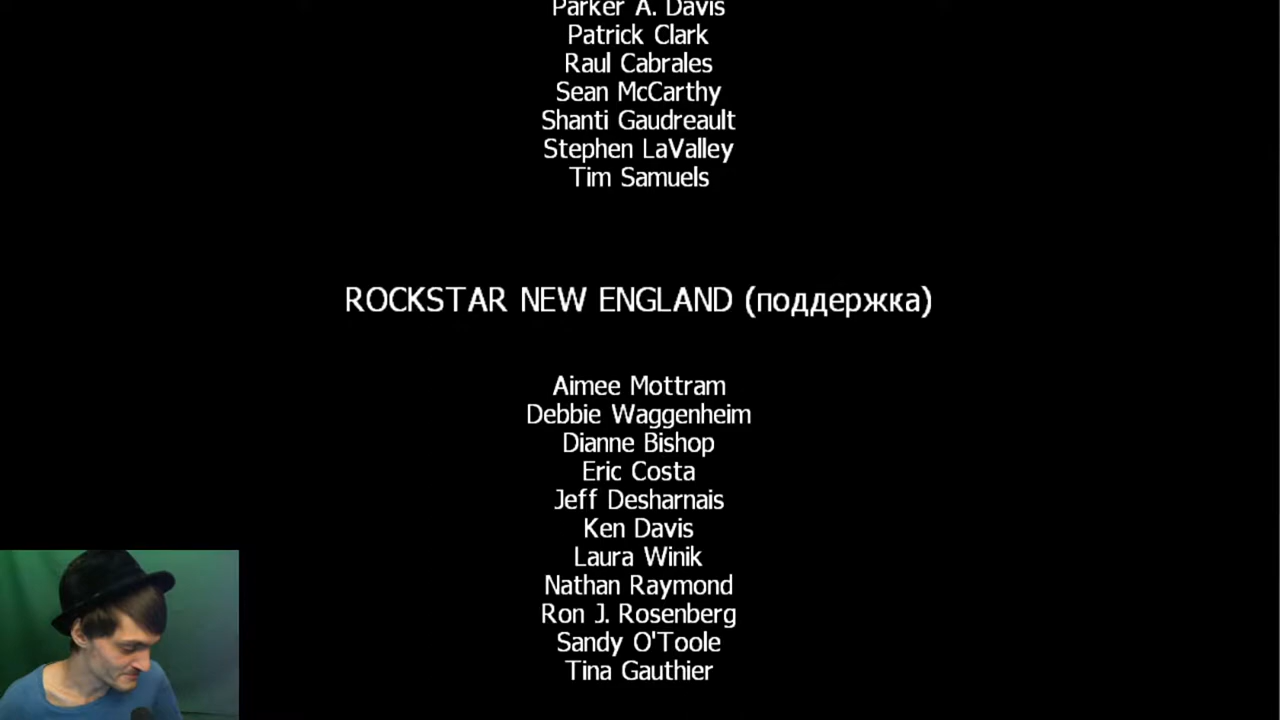 Parker A. Davis
Patrick Clark
Raul Cabrales
Sean McCarthy
Shanti Gaudreault
Stephen LaValley
Tim Samuels
ROCKSTAR NEW ENGLAND (поддержка)
Aimee Mottram
Debbie Waggenheim
Dianne Bishop
Eric Costa
Jeff Desharnais
Ken Davis
Laura Winik
Nathan Raymond
Ron J. Rosenberg
Sandy O'Toole
Tina Gauthier